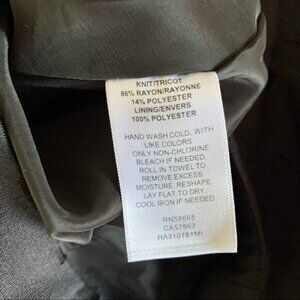 KNIT/TRICOT
86% RAYON/RAYONNE
14% POLYESTER
LINING/ENVERS
100% POLYESTER
HAND WASH COLD, WITH
LIKE COLORS
ONLY NON-CHLORINE
BLEACH IF NEEDED.
ROLL IN TOWEL TO
REMOVE EXCESS
MOISTURE. RESHAPE.
LAY FLAT TO DRY.
COOL IRON IF NEEDED.
RN58665
CA57963
HA310181MI